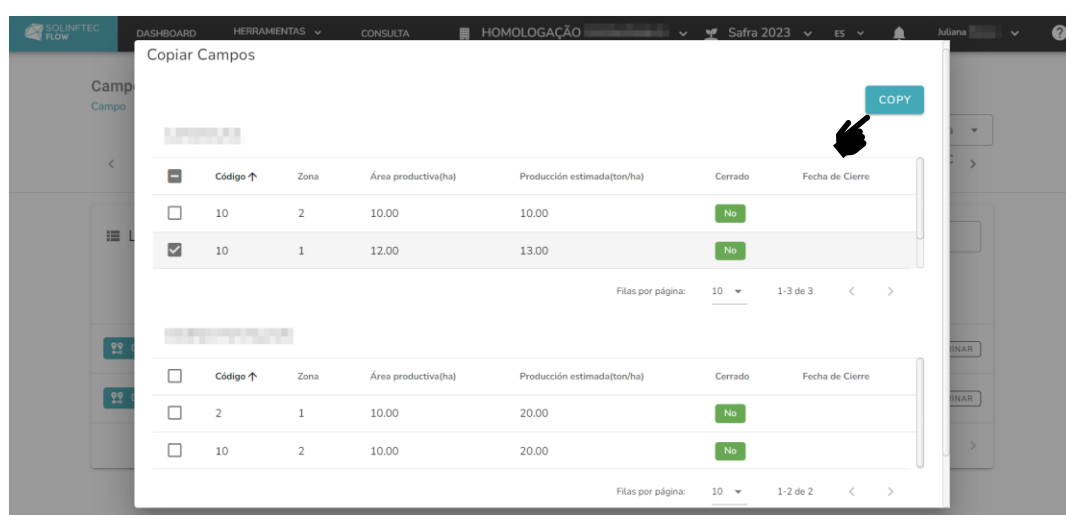 SOLINFTEC
FLOW
DASHBOARD HERRAMIENTAS CONSULTA HOMOLOGAÇÃO Safra 2023 ES Juliana
Copiar Campos
Camp
Campo
COPY
Código Zona Área productiva(ha) Producción estimada(ton/ha) Cerrado Fecha de Cierre
10 2 10.00 10.00 No
L
10 1 12.00 13.00 No
Filas por página: 10 1-3 de 3
INAR
Código Zona Área productiva(ha) Producción estimada(ton/ha) Cerrado Fecha de Cierre
INAR
2 1 10.00 20.00 No
10 2 10.00 20.00 No
Filas por página: 10 1-2 de 2